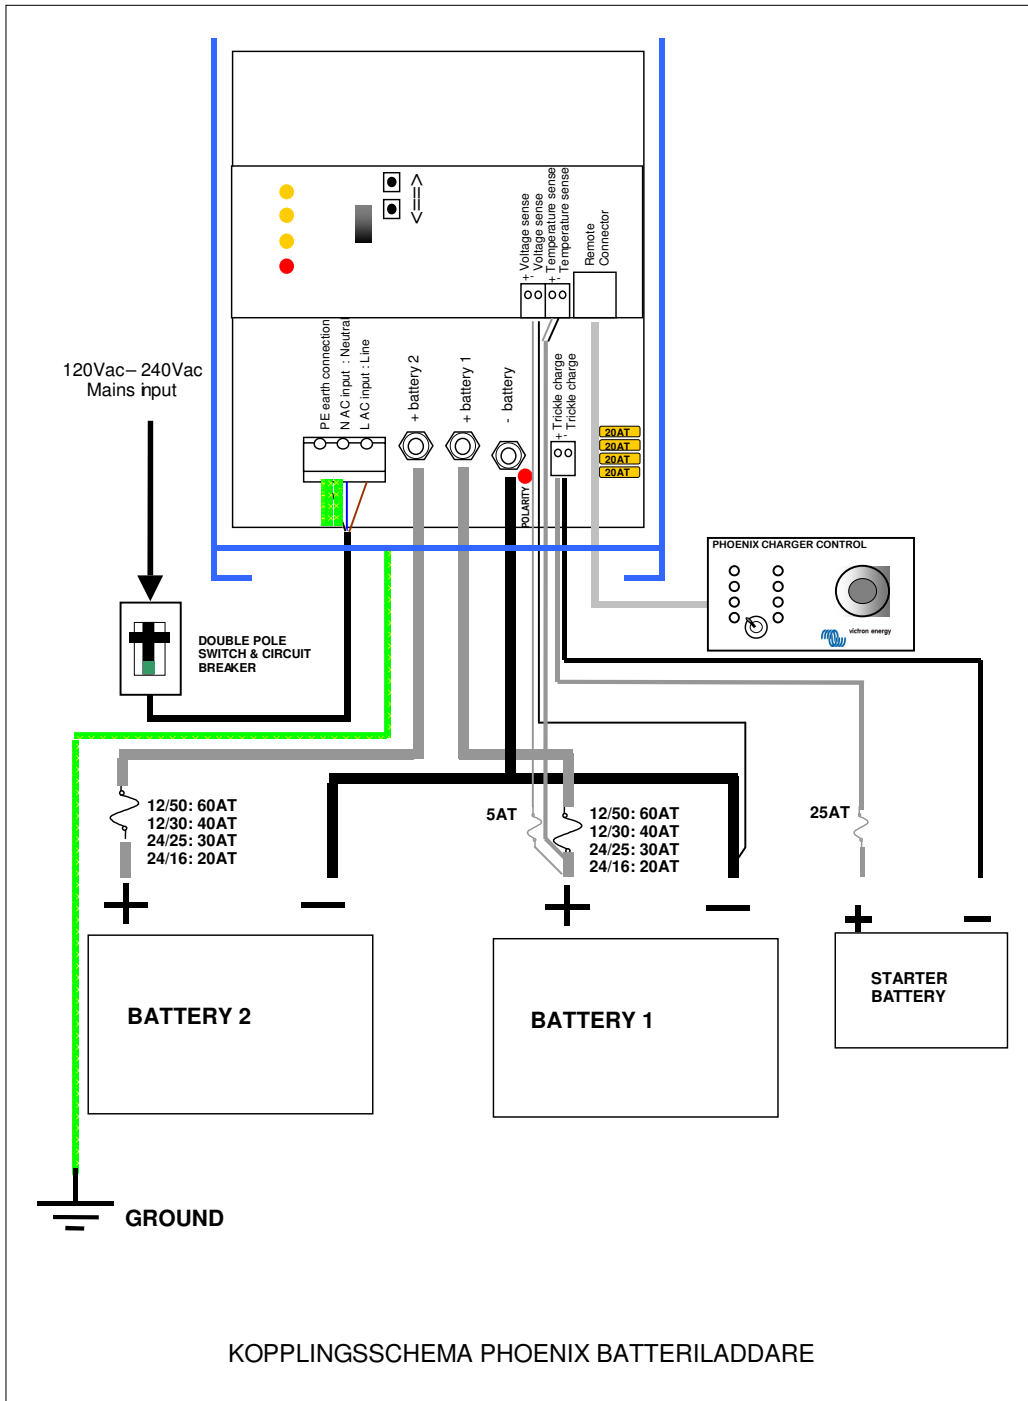 + Voltage sense
- Voltage sense
+ Temperature sense
- Temperature sense
Remote
Connector
<==>
PE earth connection
N AC input : Neutral
L AC input : Line
+ battery 2
+ battery 1
- battery
+ Trickle charge
- Trickle charge
20AT
20AT
20AT
20AT
POLARITY
120Vac– 240Vac
Mains input
DOUBLE POLE
SWITCH & CIRCUIT
BREAKER
PHOENIX CHARGER CONTROL
victron energy
12/50: 60AT
12/30: 40AT
24/25: 30AT
24/16: 20AT
5AT
12/50: 60AT
12/30: 40AT
24/25: 30AT
24/16: 20AT
25AT
+
—
+
—
+
—
BATTERY 2
BATTERY 1
STARTER
BATTERY
GROUND
KOPPLINGSSCHEMA PHOENIX BATTERILADDARE